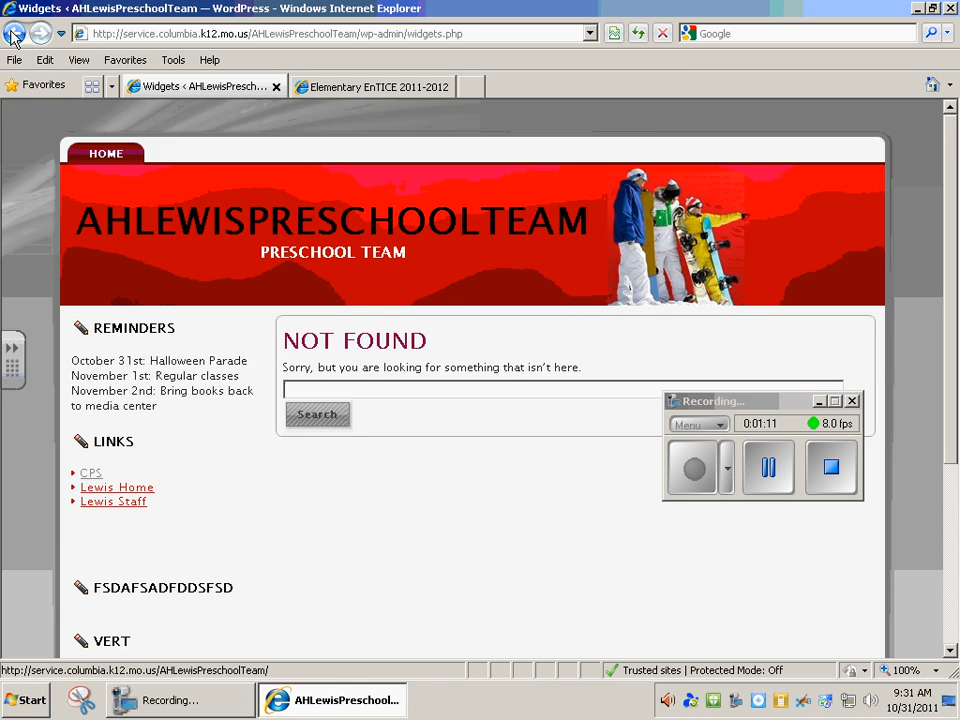 Widgets ‹ AHLewisPreschoolTeam — WordPress - Windows Internet Explorer
http://service.columbia.k12.mo.us/AHLewisPreschoolTeam/wp-admin/widgets.php
Google
File Edit View Favorites Tools Help
Favorites
Widgets ‹ AHLewisPresch...
Elementary EnTICE 2011-2012
HOME
AHLEWISPRESCHOOLTEAM
PRESCHOOL TEAM
REMINDERS
October 31st: Halloween Parade
November 1st: Regular classes
November 2nd: Bring books back
to media center
LINKS
CPS
Lewis Home
Lewis Staff
FSDAFSADFDDSFSD
VERT
NOT FOUND
Sorry, but you are looking for something that isn't here.
Search
Recording...
Menu
0:01:11
8.0 fps
http://service.columbia.k12.mo.us/AHLewisPreschoolTeam/
Trusted sites | Protected Mode: Off
100%
Start
Recording...
AHLewisPreschool...
9:31 AM
10/31/2011